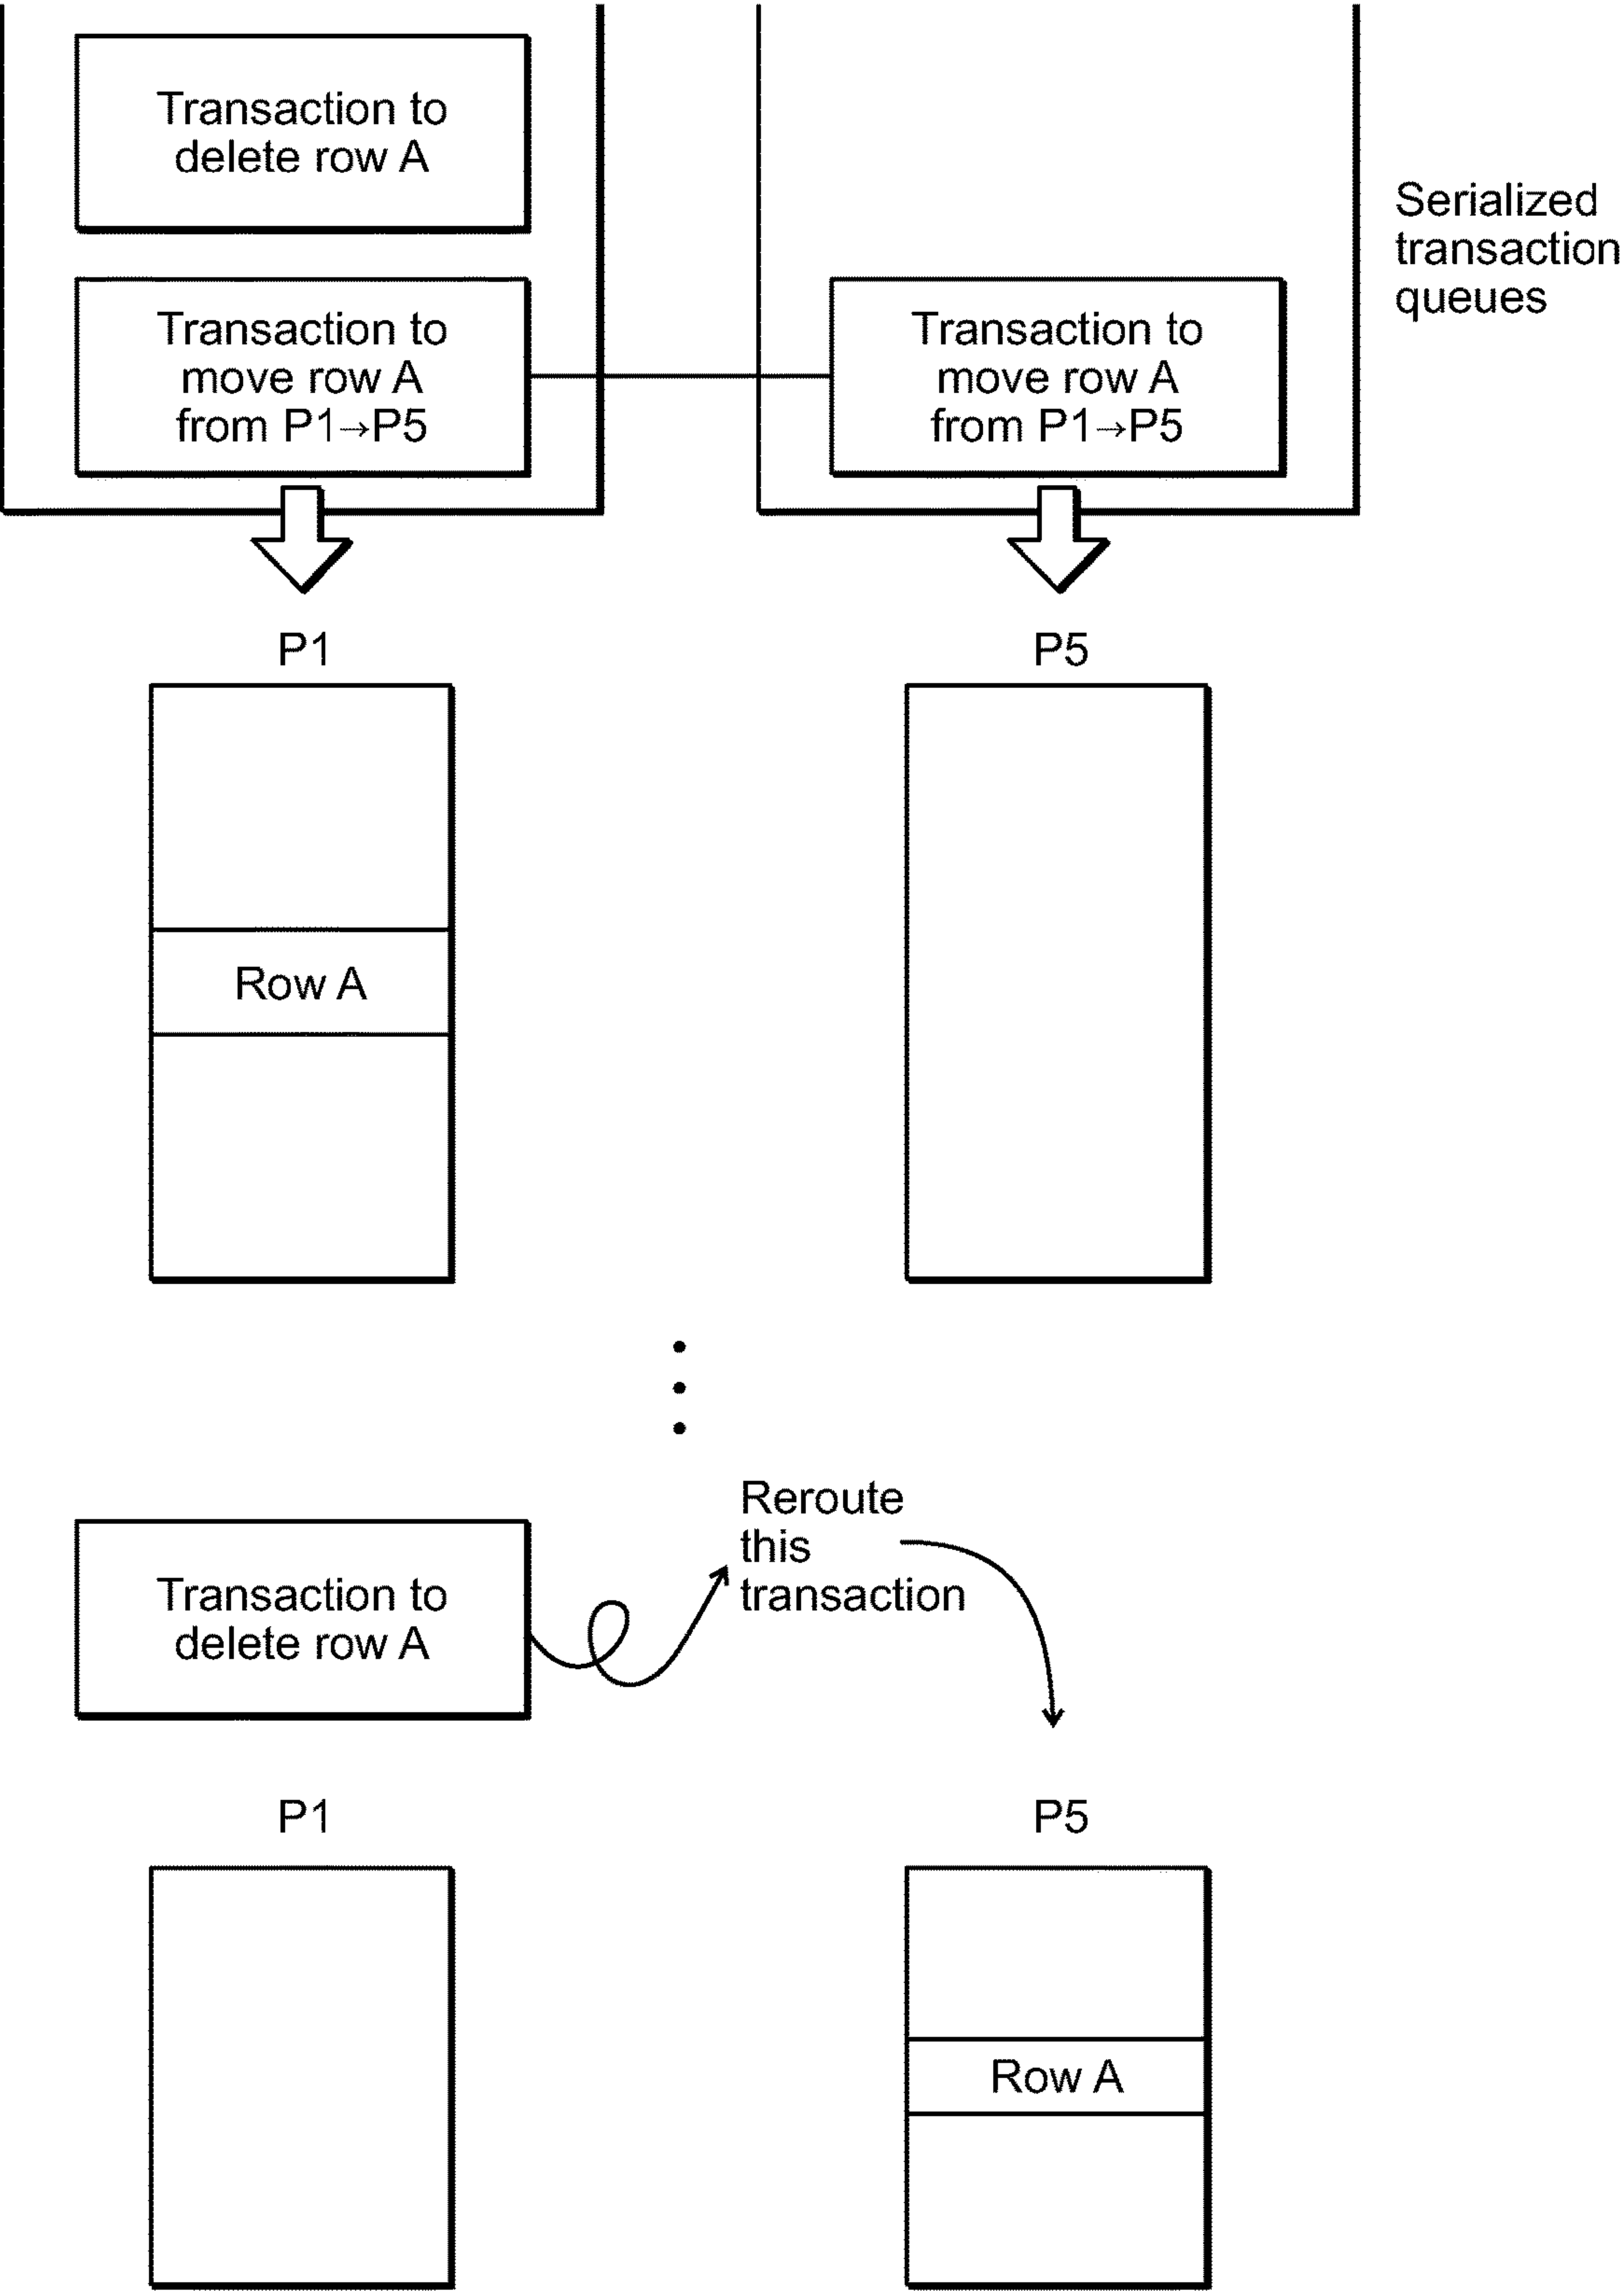 Transaction to
delete row A
Serialized
transaction
queues
Transaction to
move row A
from P1→P5
Transaction to
move row A
from P1→P5
P1
P5
Row A
Reroute
this
transaction
Transaction to
delete row A
P1
P5
Row A